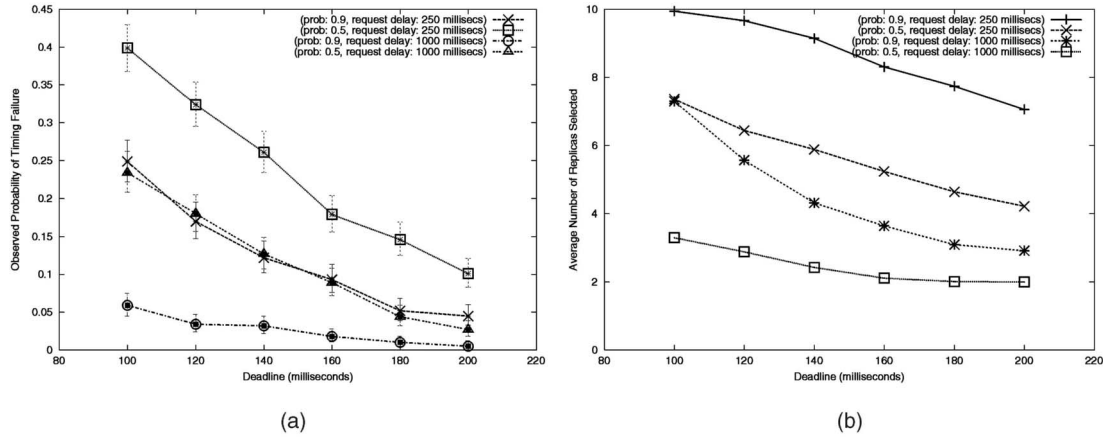 0.45
0.4
0.35
0.3
0.25
0.2
0.15
0.1
0.05
0
Observed Probability of Timing Failure
(prob: 0.9, request delay: 250 millisecs)
(prob: 0.5, request delay: 250 millisecs)
(prob: 0.9, request delay: 1000 millisecs)
(prob: 0.5, request delay: 1000 millisecs)
80 100 120 140 160 180 200 220
Deadline (milliseconds)
(a)
10
8
6
4
2
0
Average Number of Replicas Selected
(prob: 0.9, request delay: 250 millisecs)
(prob: 0.5, request delay: 250 millisecs)
(prob: 0.9, request delay: 1000 millisecs)
(prob: 0.5, request delay: 1000 millisecs)
80 100 120 140 160 180 200 220
Deadline (milliseconds)
(b)